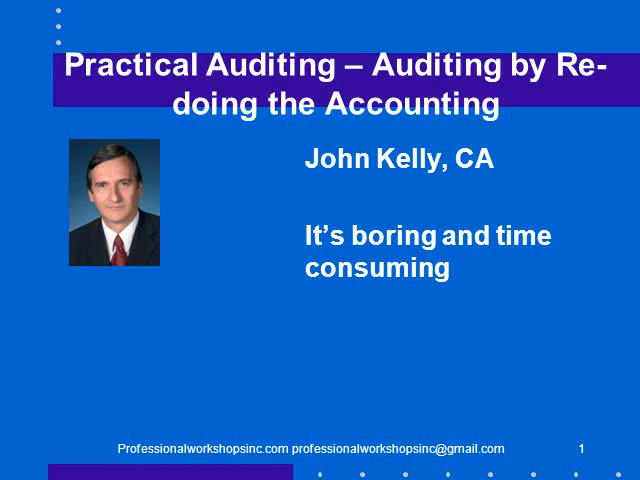 Practical Auditing – Auditing by Re-
doing the Accounting
John Kelly, CA
It’s boring and time
consuming
Professionalworkshopsinc.com professionalworkshopsinc@gmail.com 1